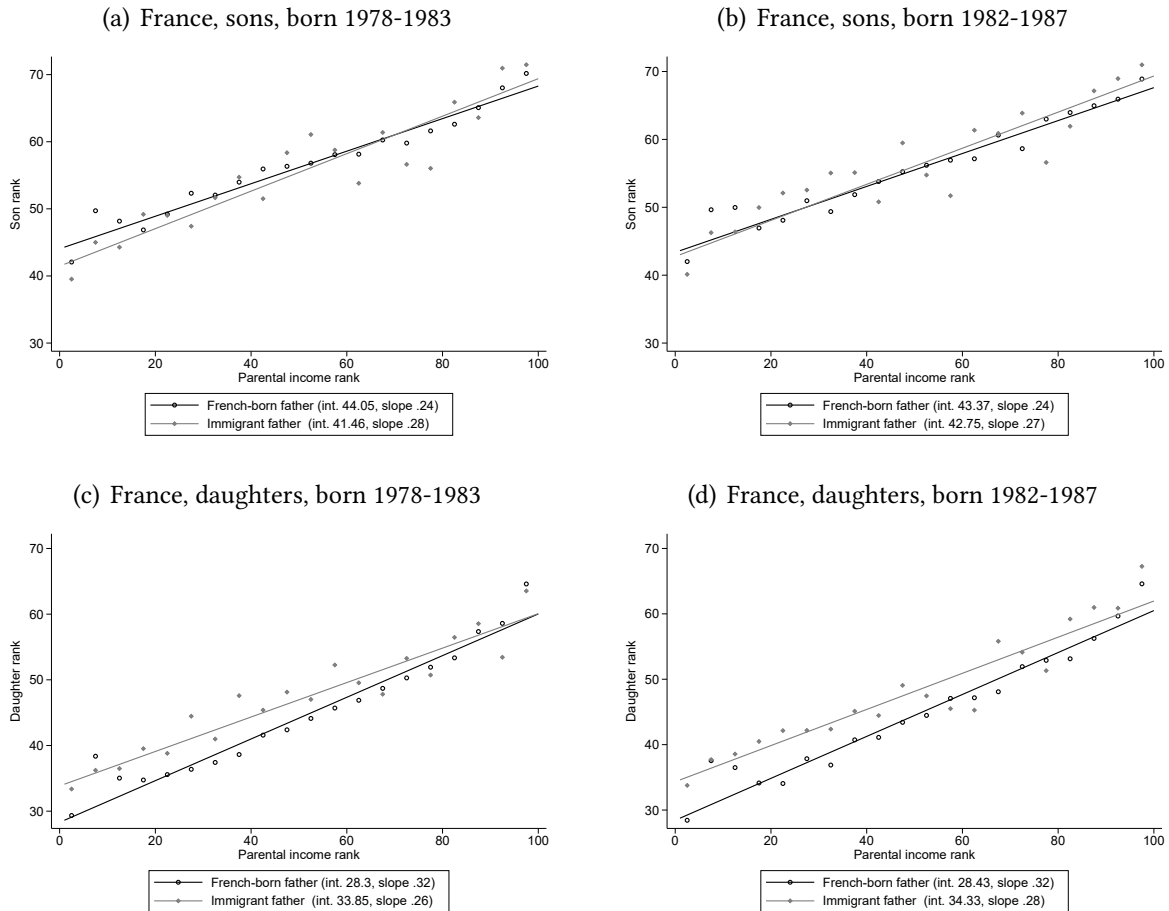 (a) France, sons, born 1978-1983
70
60
50
40
30
Son rank
0 20 40 60 80 100
Parental income rank
French-born father (int. 44.05, slope .24)
Immigrant father (int. 41.46, slope .28)
(b) France, sons, born 1982-1987
70
60
50
40
30
Son rank
0 20 40 60 80 100
Parental income rank
French-born father (int. 43.37, slope .24)
Immigrant father (int. 42.75, slope .27)
(c) France, daughters, born 1978-1983
70
60
50
40
30
Daughter rank
0 20 40 60 80 100
Parental income rank
French-born father (int. 28.3, slope .32)
Immigrant father (int. 33.85, slope .26)
(d) France, daughters, born 1982-1987
70
60
50
40
30
Daughter rank
0 20 40 60 80 100
Parental income rank
French-born father (int. 28.43, slope .32)
Immigrant father (int. 34.33, slope .28)